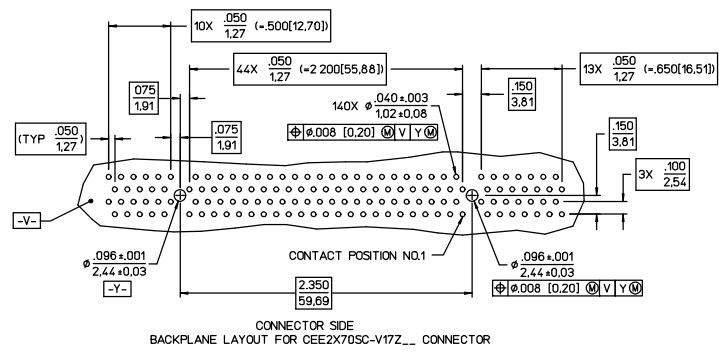 10X .050 1,27 (=.500[12,70])
44X .050 1,27 (=2 200[55,88])
13X .050 1,27 (=.650[16,51])
.075 1,91
140X ⌀ .040±.003 1,02±0,08
.150 3,81
(TYP .050 1,27)
.075 1,91
⌖ ⌀,008 [0,20] Ⓜ V Y Ⓜ
.150 3,81
3X .100 2,54
-V-
⌀ .096±.001 2,44±0,03
CONTACT POSITION NO.1
⌀ .096±.001 2,44±0,03
-Y-
2.350 59,69
⌖ ⌀,008 [0,20] Ⓜ V Y Ⓜ
CONNECTOR SIDE
BACKPLANE LAYOUT FOR CEE2X70SC-V17Z__ CONNECTOR